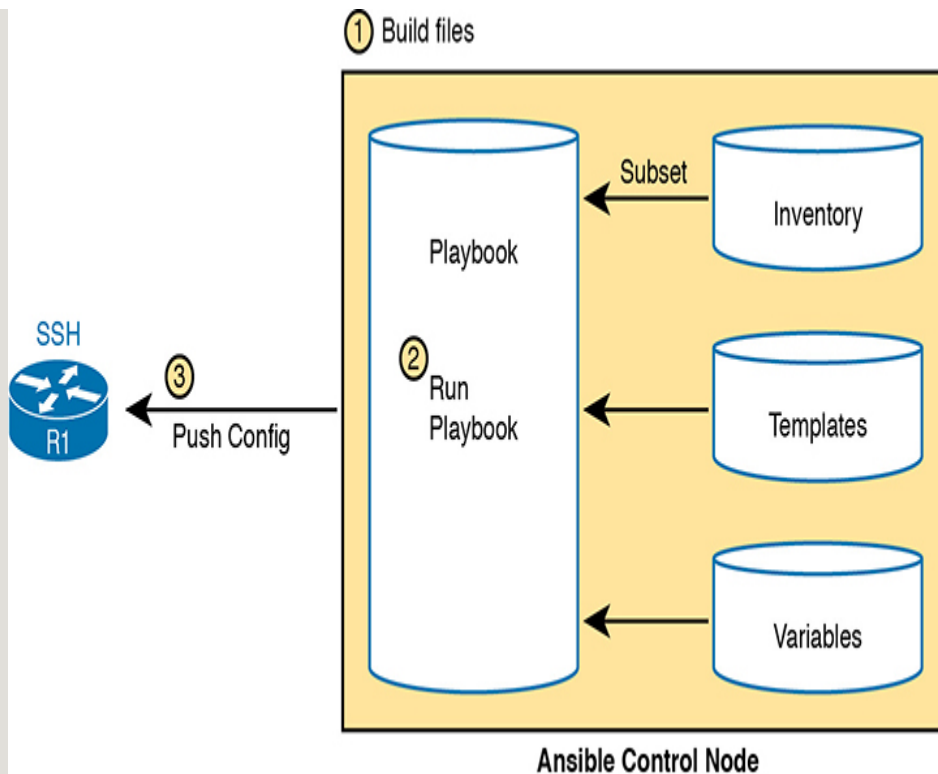 1 Build files
Subset
Inventory
Playbook
SSH
2
Run
Playbook
3
Push Config
R1
Templates
Variables
Ansible Control Node